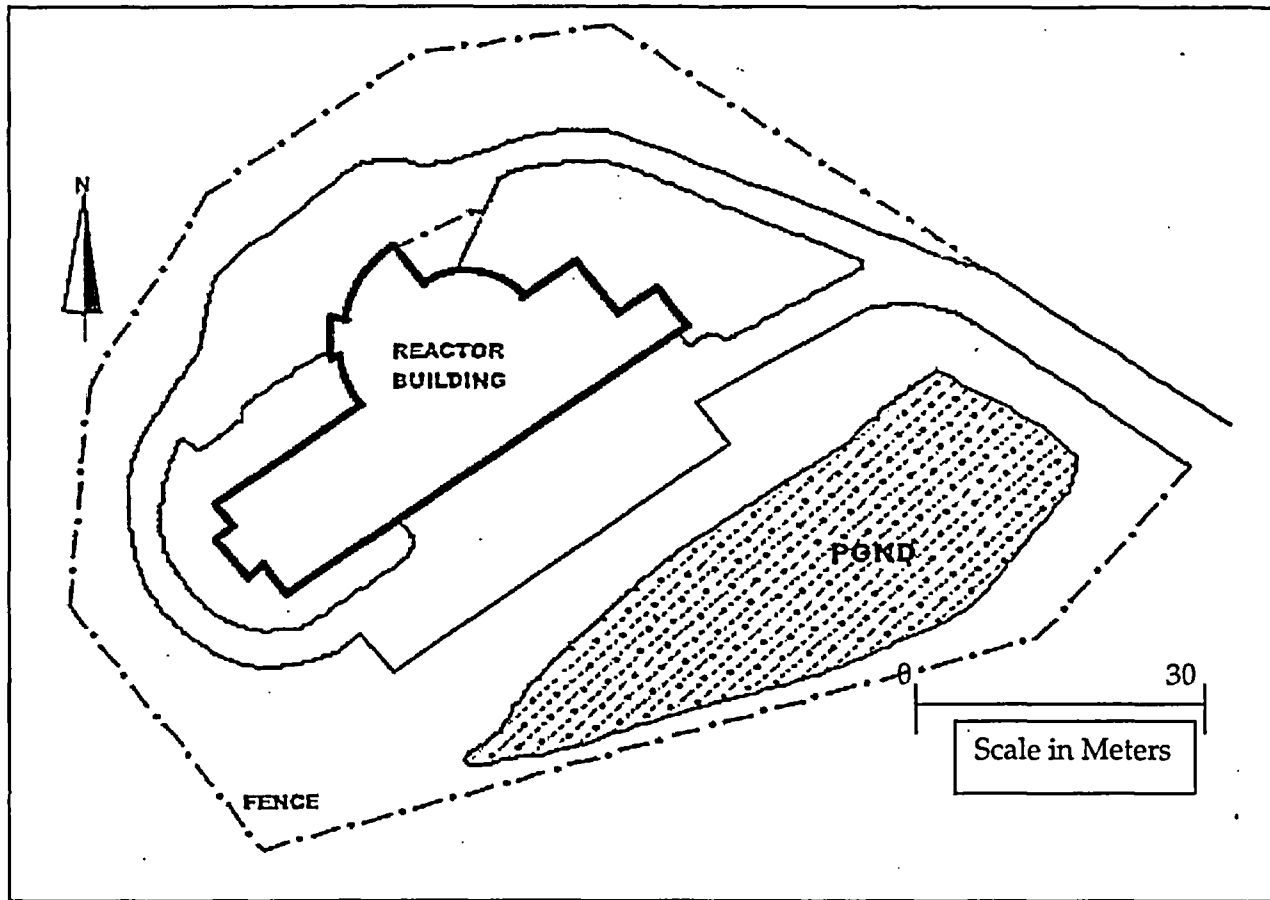 N
REACTOR
BUILDING
POND
0 30
Scale in Meters
FENCE